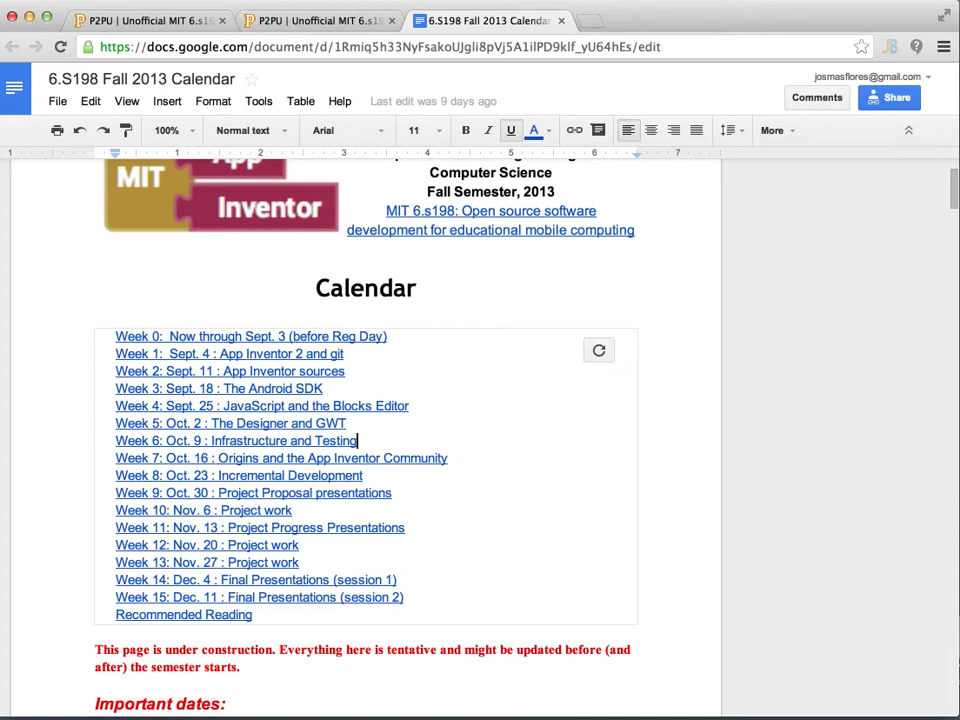 P2PU | Unofficial MIT 6.s19
P2PU | Unofficial MIT 6.s1
6.S198 Fall 2013 Calendar
https://docs.google.com/document/d/1Rmiq5h33NyFsakoUJgli8pVj5A1ilPD9klf_yU64hEs/edit
JB
6.S198 Fall 2013 Calendar
josmasflores@gmail.com
File Edit View Insert Format Tools Table Help Last edit was 9 days ago
Comments
Share
100% Normal text Arial 11 B I U A More
1 1 2 3 4 5 6 7
App
MIT
Inventor
Computer Science
Fall Semester, 2013
MIT 6.s198: Open source software
development for educational mobile computing
Calendar
Week 0: Now through Sept. 3 (before Reg Day)
Week 1: Sept. 4 : App Inventor 2 and git
Week 2: Sept. 11 : App Inventor sources
Week 3: Sept. 18 : The Android SDK
Week 4: Sept. 25 : JavaScript and the Blocks Editor
Week 5: Oct. 2 : The Designer and GWT
Week 6: Oct. 9 : Infrastructure and Testing
Week 7: Oct. 16 : Origins and the App Inventor Community
Week 8: Oct. 23 : Incremental Development
Week 9: Oct. 30 : Project Proposal presentations
Week 10: Nov. 6 : Project work
Week 11: Nov. 13 : Project Progress Presentations
Week 12: Nov. 20 : Project work
Week 13: Nov. 27 : Project work
Week 14: Dec. 4 : Final Presentations (session 1)
Week 15: Dec. 11 : Final Presentations (session 2)
Recommended Reading
This page is under construction. Everything here is tentative and might be updated before (and
after) the semester starts.
Important dates: